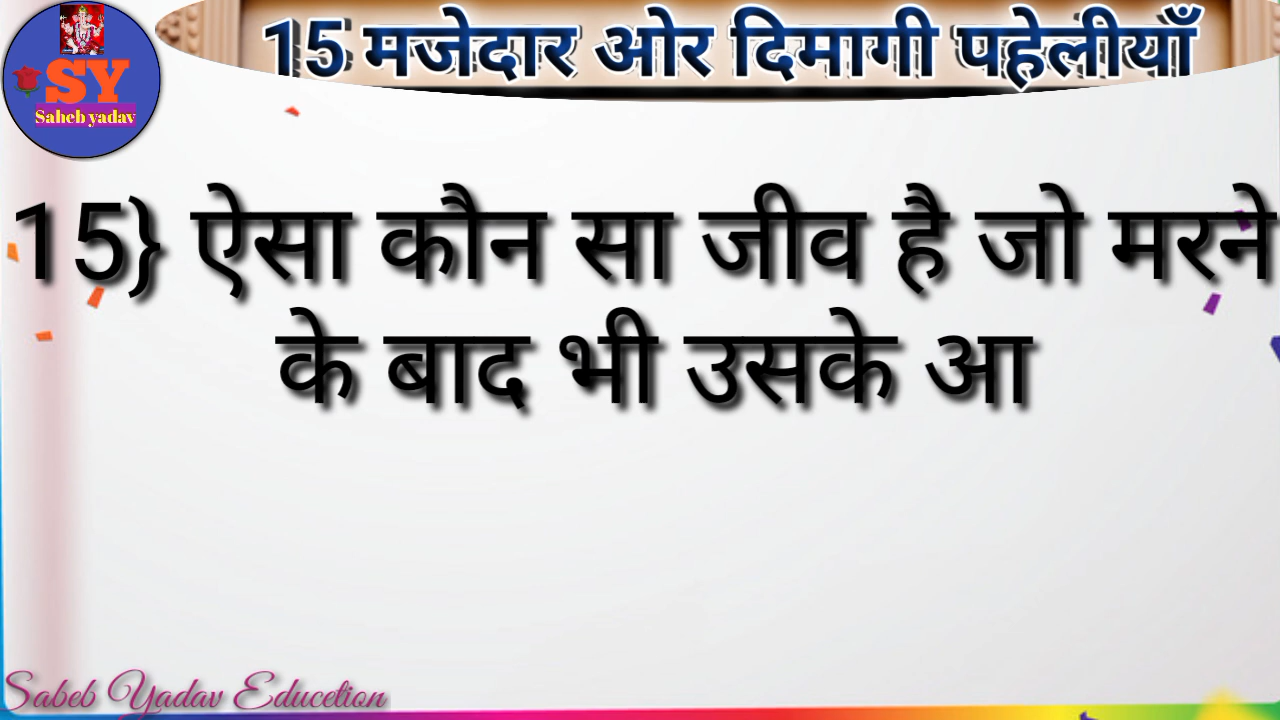 15 मजेदार ओर दिमागी पहेलीयाँ
SY
Saheb yadav
15} ऐसा कौन सा जीव है जो मरने
के बाद भी उसके आ
Sabeb Yadav Educetion